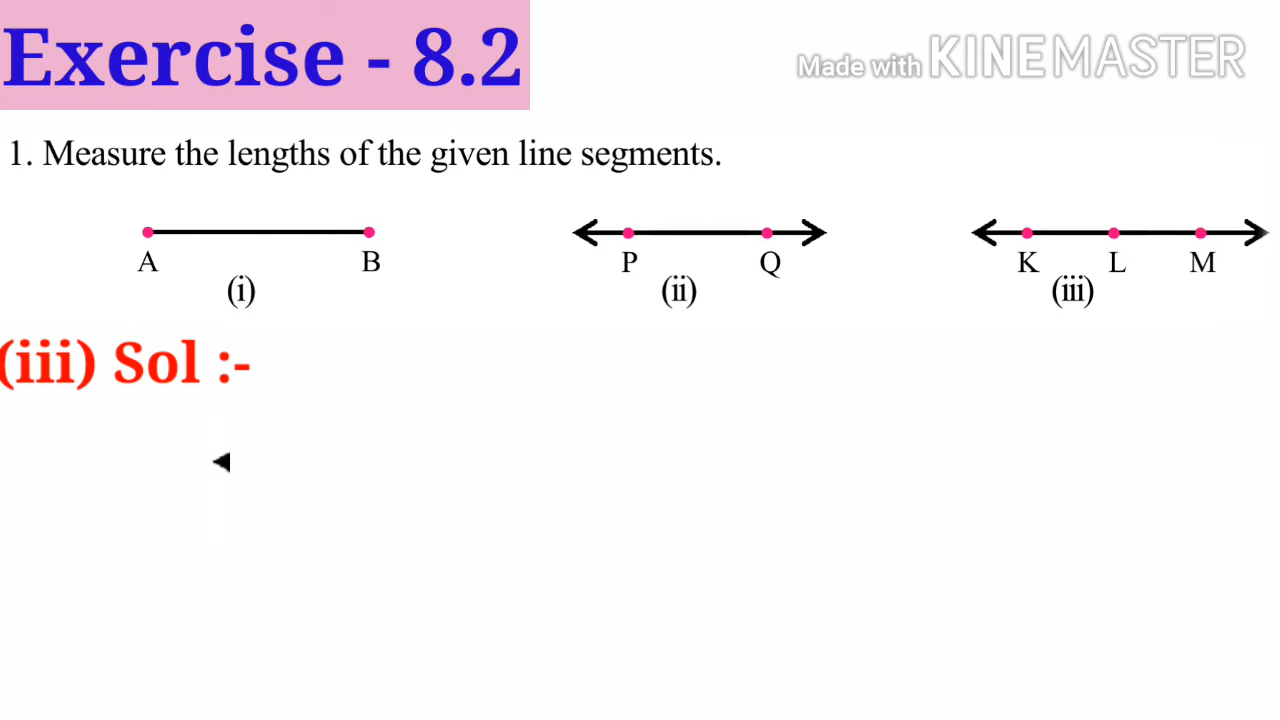 Exercise - 8.2
Made with KINEMASTER
1. Measure the lengths of the given line segments.
A B P Q K L M
(i) (ii) (iii)
(iii) Sol :-